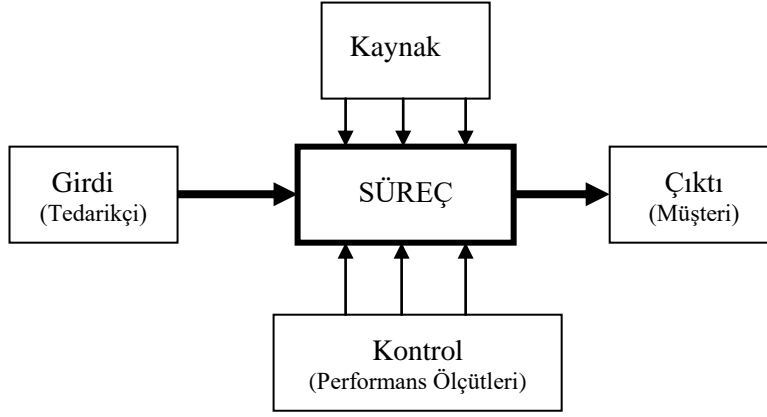 Kaynak
Girdi
(Tedarikçi)
SÜREÇ
Çıktı
(Müşteri)
Kontrol
(Performans Ölçütleri)